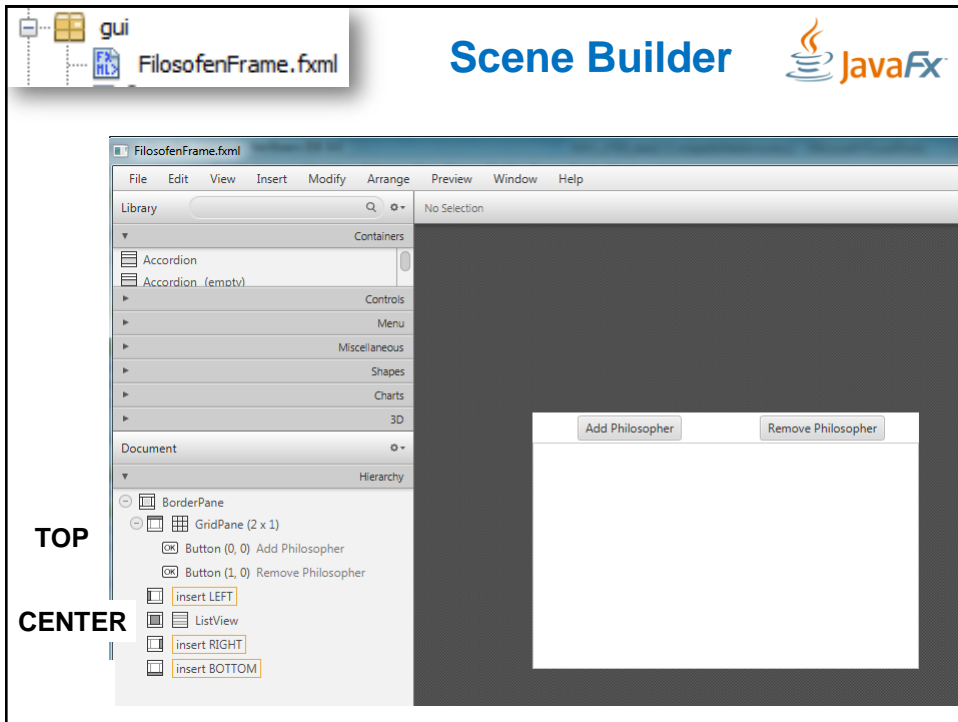 gui
FilosofenFrame.fxml
Scene Builder
JavaFx
FilosofenFrame.fxml
File Edit View Insert Modify Arrange Preview Window Help
Library
No Selection
Containers
Accordion
Accordion (empty)
Controls
Menu
Miscellaneous
Shapes
Charts
3D
Document
Hierarchy
BorderPane
TOP
GridPane (2 x 1)
OK Button (0, 0) Add Philosopher
OK Button (1, 0) Remove Philosopher
insert LEFT
CENTER
ListView
insert RIGHT
insert BOTTOM
Add Philosopher
Remove Philosopher